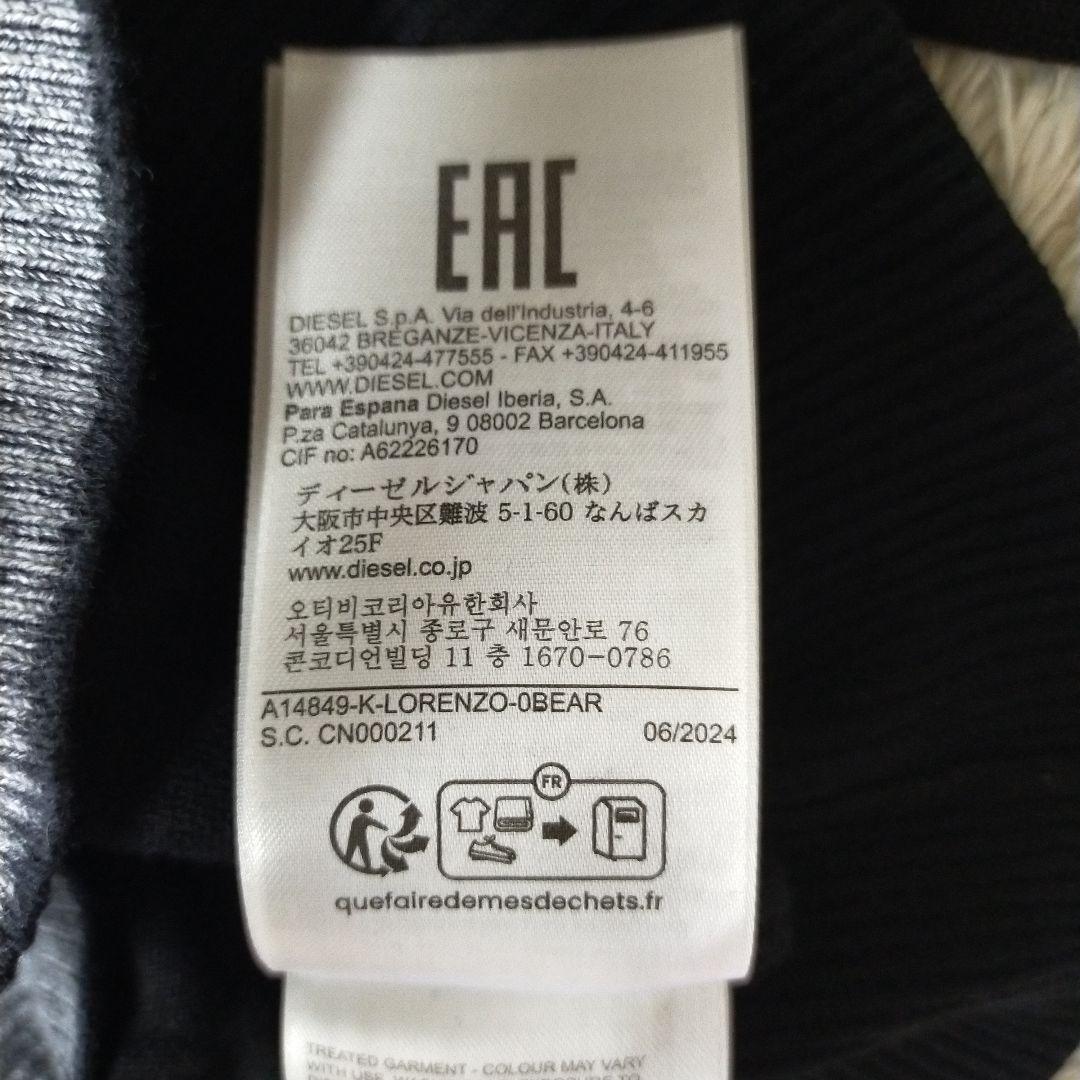 EAC
DIESEL S.p.A. Via dell'Industria, 4-6
36042 BREGANZE-VICENZA-ITALY
TEL +390424-477555 - FAX +390424-411955
WWW.DIESEL.COM
Para Espana Diesel Iberia, S.A.
P.za Catalunya, 9 08002 Barcelona
CiF no: A62226170
ディーゼルジャパン(株)
大阪市中央区難波 5-1-60 なんばスカ
イオ25F
www.diesel.co.jp
오티비코리아유한회사
서울특별시 종로구 새문안로 76
콘코디언빌딩 11 층 1670-0786
A14849-K-LORENZO-0BEAR
S.C. CN000211 06/2024
FR
quefairedemesdechets.fr
TREATED GARMENT - COLOUR MAY VARY
WITH USE.